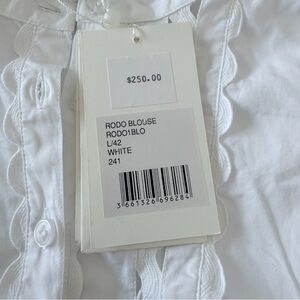 $250.00
RODO BLOUSE
RODO1BLO
L/42
WHITE
241
3 661326 696284